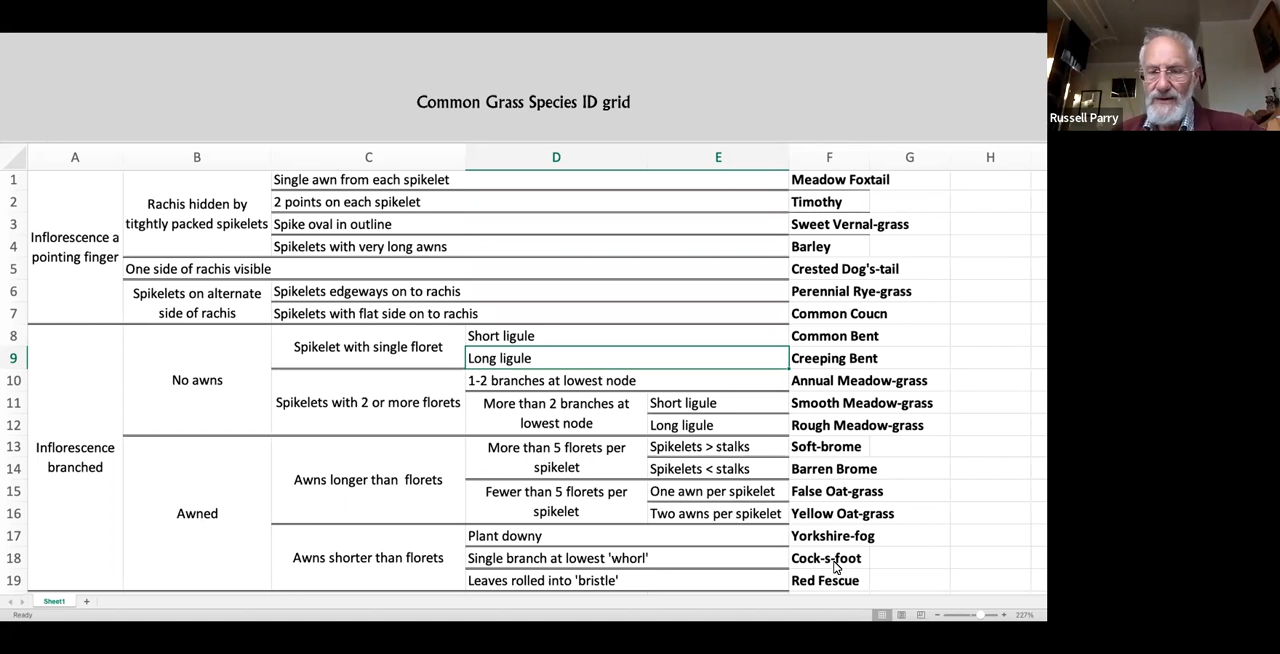 Common Grass Species ID grid
Russell Parry
A B C D E F G H
1 Single awn from each spikelet Meadow Foxtail
Rachis hidden by
2 2 points on each spikelet Timothy
titghtly packed spikelets
3 Spike oval in outline Sweet Vernal-grass
Inflorescence a
4 Spikelets with very long awns Barley
pointing finger
5 One side of rachis visible Crested Dog's-tail
Spikelets on alternate
6 Spikelets edgeways on to rachis Perennial Rye-grass
side of rachis
7 Spikelets with flat side on to rachis Common Coucn
8 Short ligule Common Bent
Spikelet with single floret
9 Long ligule Creeping Bent
No awns
10 1-2 branches at lowest node Annual Meadow-grass
Spikelets with 2 or more florets
11 More than 2 branches at Short ligule Smooth Meadow-grass
lowest node
12 Long ligule Rough Meadow-grass
Inflorescence
13 More than 5 florets per Spikelets > stalks Soft-brome
branched
spikelet
14 Spikelets < stalks Barren Brome
Awns longer than florets
15 Fewer than 5 florets per One awn per spikelet False Oat-grass
spikelet
16 Awned Two awns per spikelet Yellow Oat-grass
17 Plant downy Yorkshire-fog
18 Awns shorter than florets Single branch at lowest 'whorl' Cock-s-foot
19 Leaves rolled into 'bristle' Red Fescue
Sheet1 +
Ready 227%